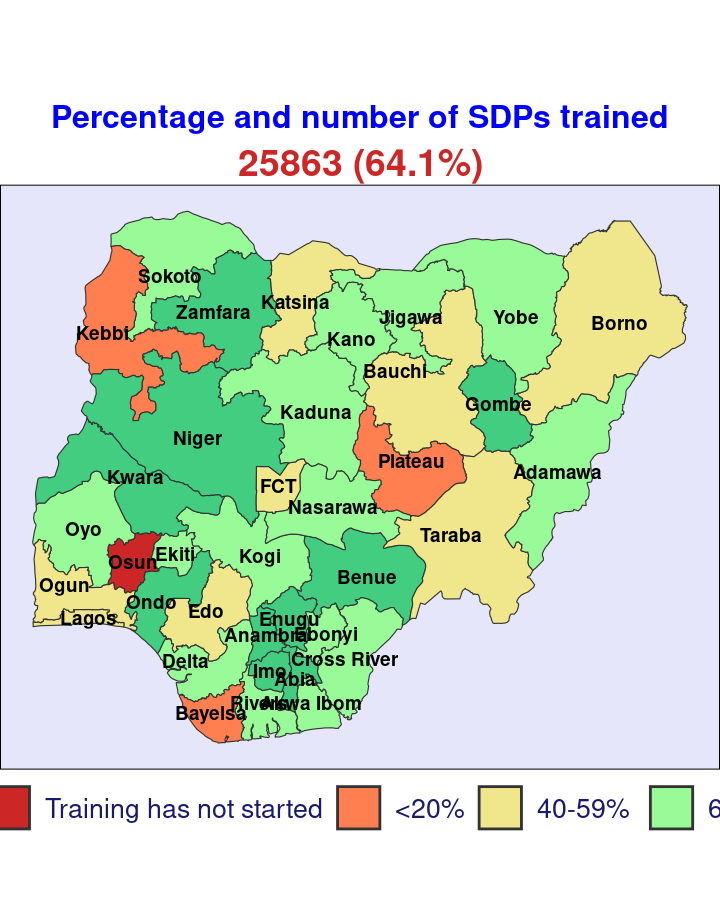 Percentage and number of SDPs trained
25863 (64.1%)
Sokoto
Zamfara
Katsina
Kebbi
Kano
Jigawa
Yobe
Borno
Bauchi
Kaduna
Gombe
Niger
Plateau
Adamawa
Kwara
FCT
Nasarawa
Oyo
Taraba
Osun
Ekiti
Kogi
Ogun
Benue
Ondo
Edo
Lagos
Enugu
Anambra
Ebonyi
Delta
Cross River
Imo
Abia
Rivers
Akwa Ibom
Bayelsa
Training has not started <20% 40-59% 6